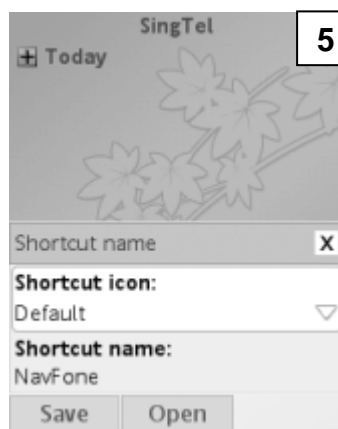 SingTel
5
Today
Shortcut name X
Shortcut icon:
Default
Shortcut name:
NavFone
Save Open